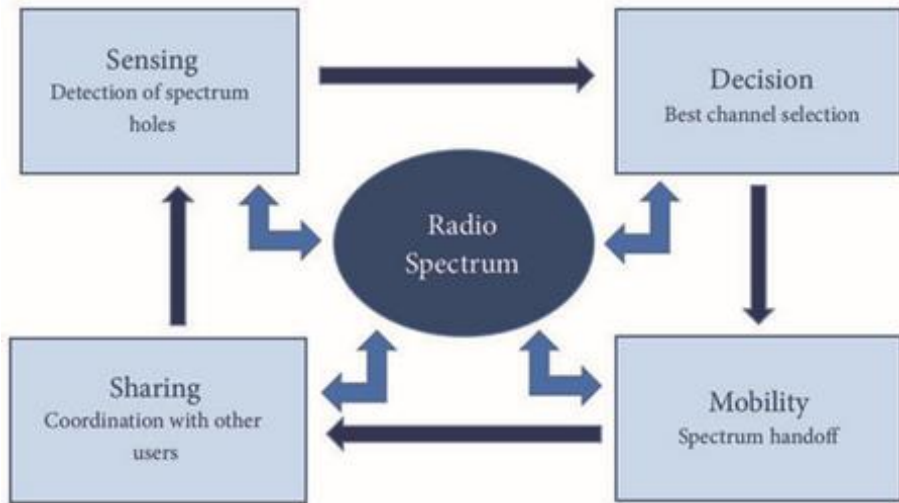 Sensing
Detection of spectrum
holes
Decision
Best channel selection
Radio
Spectrum
Sharing
Coordination with other
users
Mobility
Spectrum handoff